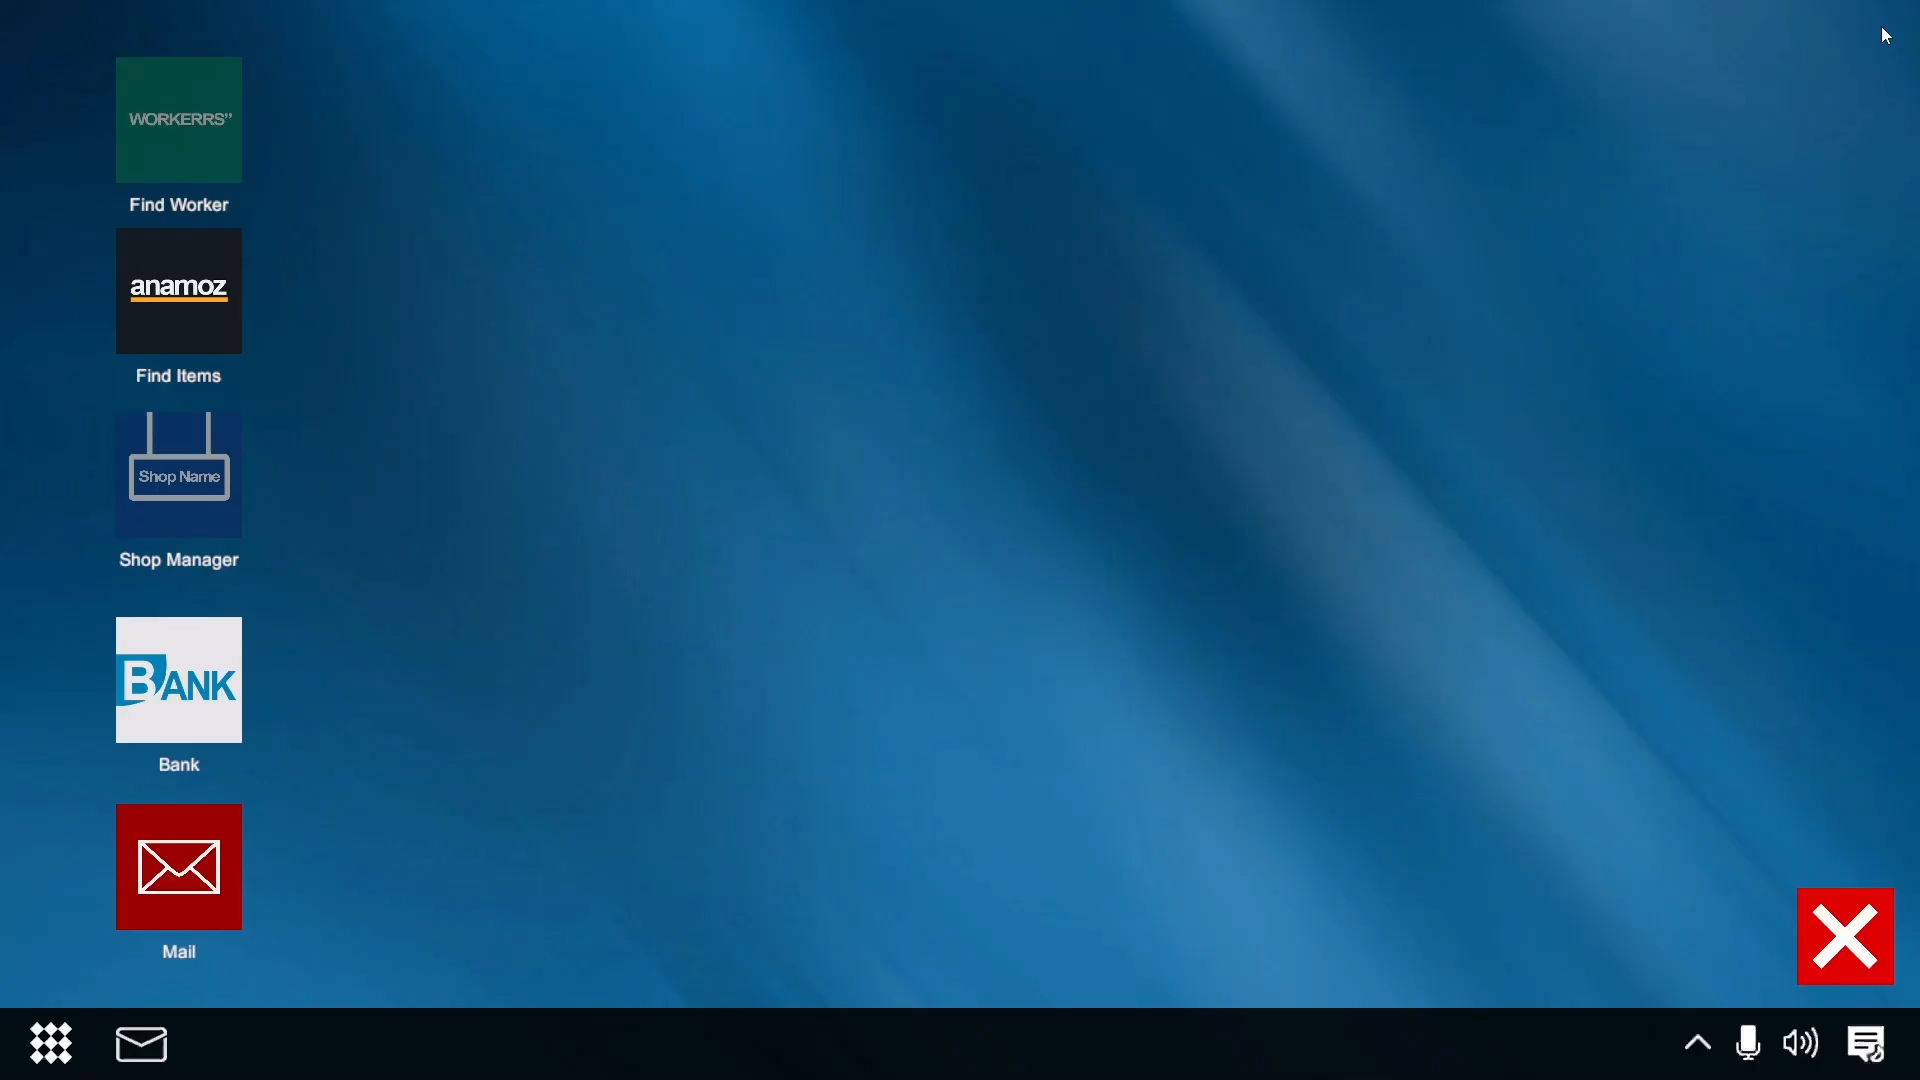 WORKERRS”
Find Worker
anamoz
Find Items
Shop Name
Shop Manager
BANK
Bank
Mail